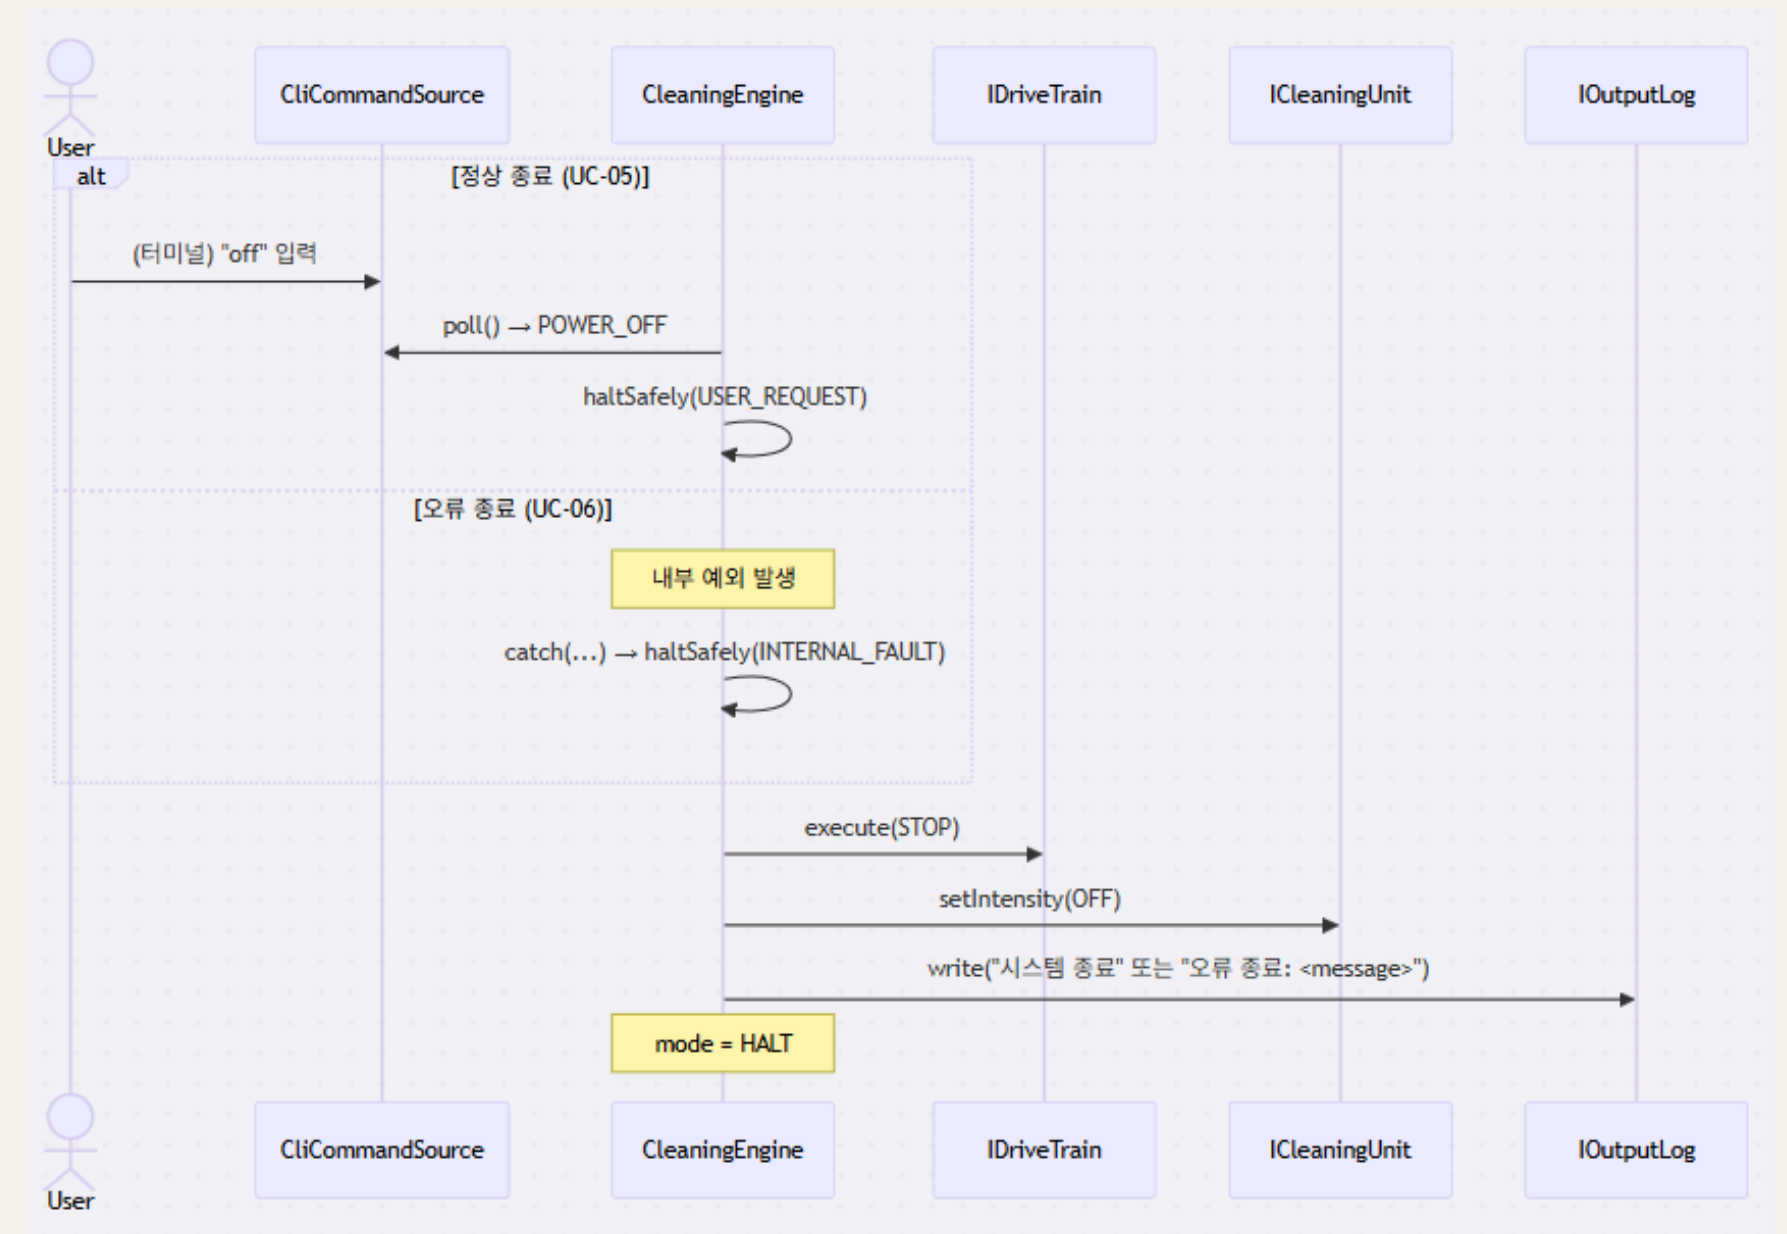 CliCommandSource
CleaningEngine
IDriveTrain
ICleaningUnit
IOutputLog
User
alt
[정상 종료 (UC-05)]
(터미널) "off" 입력
poll() → POWER_OFF
haltSafely(USER_REQUEST)
[오류 종료 (UC-06)]
내부 예외 발생
catch(...) → haltSafely(INTERNAL_FAULT)
execute(STOP)
setIntensity(OFF)
write("시스템 종료" 또는 "오류 종료: <message>")
mode = HALT
CliCommandSource
CleaningEngine
IDriveTrain
ICleaningUnit
IOutputLog
User